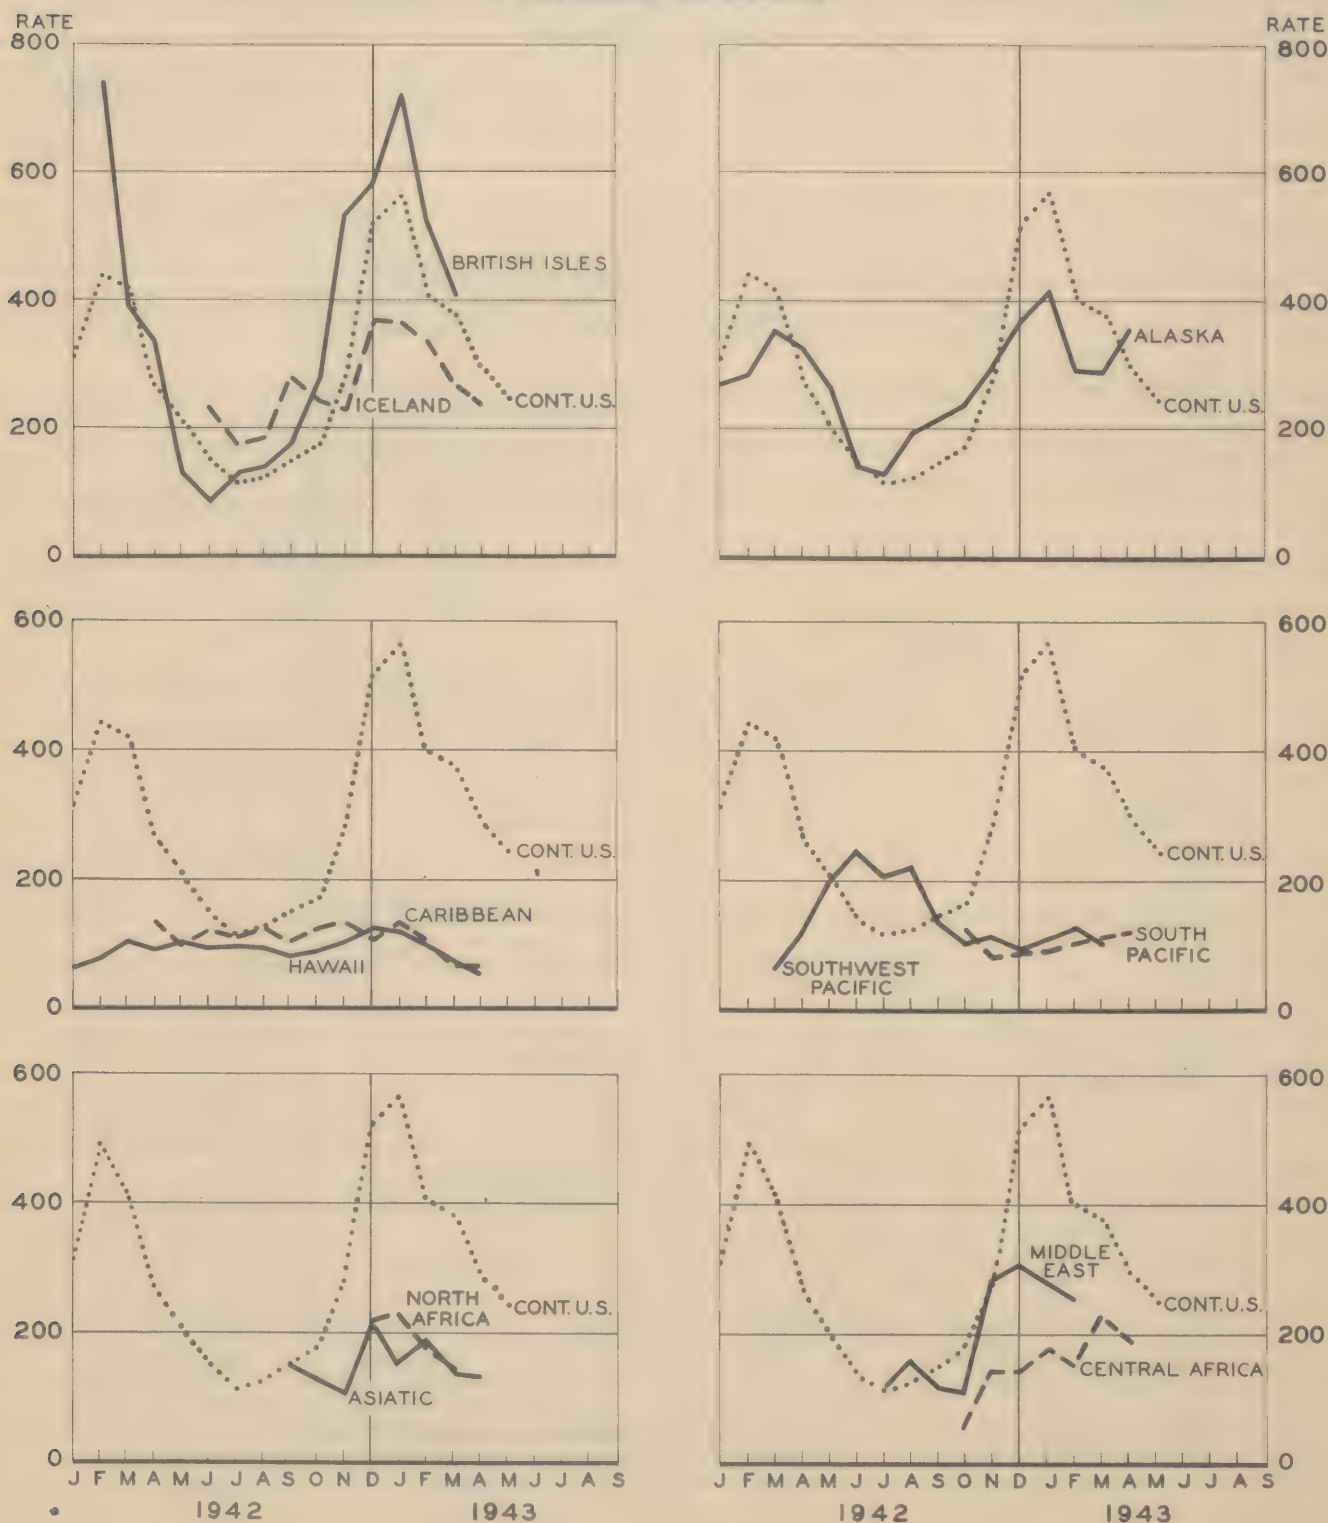 RATE
800
600
400
200
0
BRITISH ISLES
ICELAND
CONT. U.S.
RATE
800
600
400
200
0
ALASKA
CONT. U.S.
600
400
200
0
CONT. U.S.
CARIBBEAN
HAWAII
600
400
200
0
CONT. U.S.
SOUTHWEST
PACIFIC
SOUTH
PACIFIC
600
400
200
0
NORTH
AFRICA
CONT. U.S.
ASIATIC
J F M A M J J A S O N D J F M A M J J A S
1942 1943
600
400
200
0
MIDDLE
EAST
CONT. U.S.
CENTRAL AFRICA
J F M A M J J A S O N D J F M A M J J A S
1942 1943